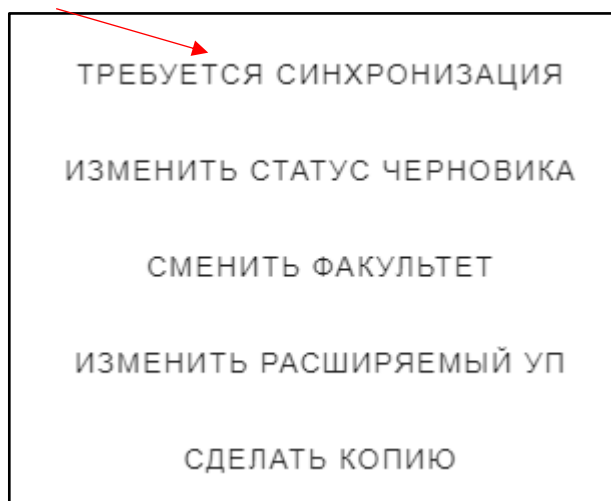 ТРЕБУЕТСЯ СИНХРОНИЗАЦИЯ
ИЗМЕНИТЬ СТАТУС ЧЕРНОВИКА
СМЕНИТЬ ФАКУЛЬТЕТ
ИЗМЕНИТЬ РАСШИРЯЕМЫЙ УП
СДЕЛАТЬ КОПИЮ